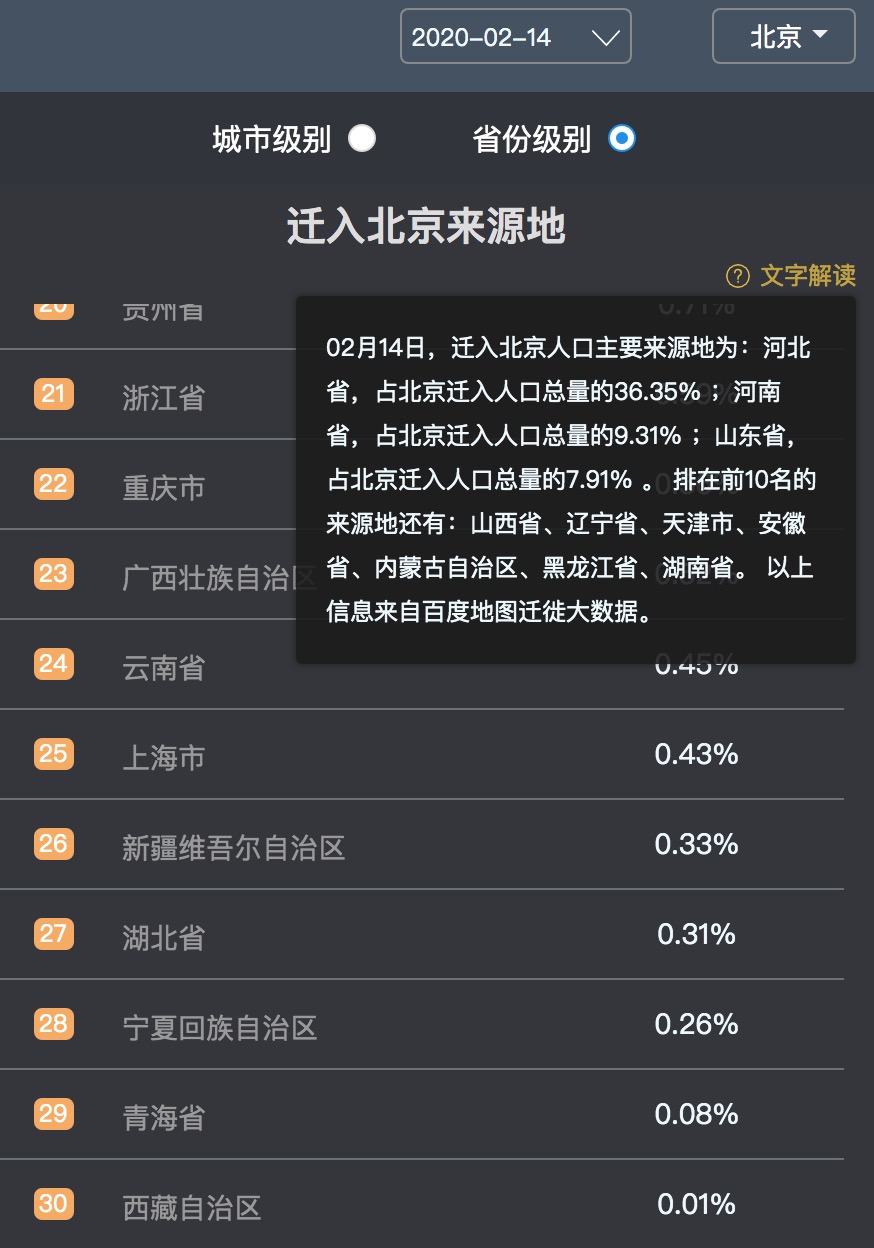 2020-02-14
北京
城市级别
省份级别
迁入北京来源地
? 文字解读
20 贵州省 0.71%
02月14日，迁入北京人口主要来源地为：河北
省，占北京迁入人口总量的36.35% ；河南
省，占北京迁入人口总量的9.31% ；山东省，
占北京迁入人口总量的7.91% 。 排在前10名的
来源地还有：山西省、辽宁省、天津市、安徽
省、内蒙古自治区、黑龙江省、湖南省。 以上
信息来自百度地图迁徙大数据。
21 浙江省
22 重庆市
23 广西壮族自治区
24 云南省 0.45%
25 上海市 0.43%
26 新疆维吾尔自治区 0.33%
27 湖北省 0.31%
28 宁夏回族自治区 0.26%
29 青海省 0.08%
30 西藏自治区 0.01%